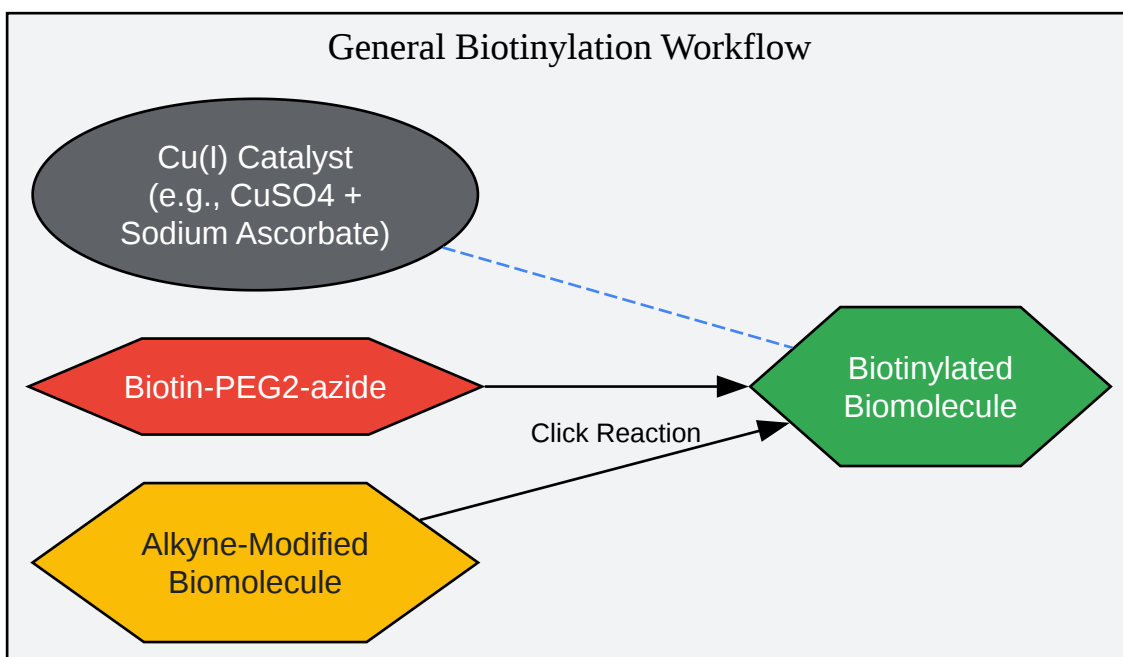 General Biotinylation Workflow
Cu(I) Catalyst
(e.g., CuSO4 +
Sodium Ascorbate)
Biotin-PEG2-azide
Biotinylated
Biomolecule
Click Reaction
Alkyne-Modified
Biomolecule